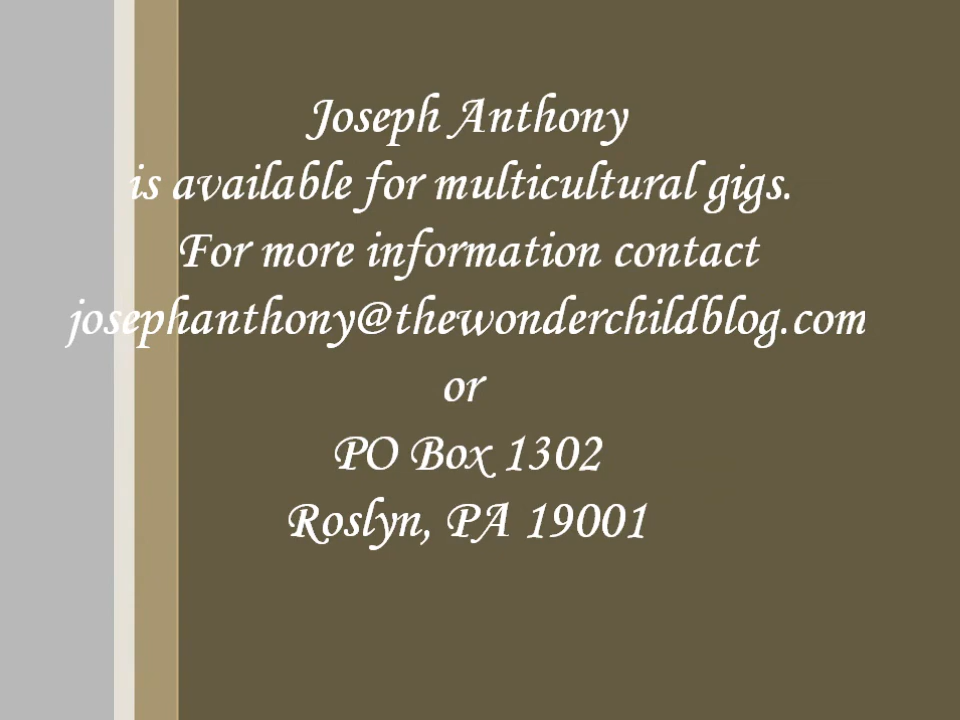 Joseph Anthony
is available for multicultural gigs.
For more information contact
josephanthony@thewonderchildblog.com
or
PO Box 1302
Roslyn, PA 19001